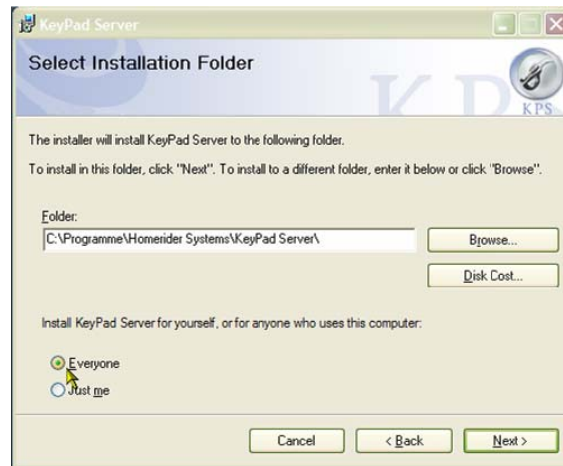 KeyPad Server
Select Installation Folder
KPS
The installer will install KeyPad Server to the following folder.
To install in this folder, click "Next". To install to a different folder, enter it below or click "Browse".
Folder:
C:\Programme\Homerider Systems\KeyPad Server\
Browse...
Disk Cost...
Install KeyPad Server for yourself, or for anyone who uses this computer:
Everyone
Just me
Cancel
< Back
Next >